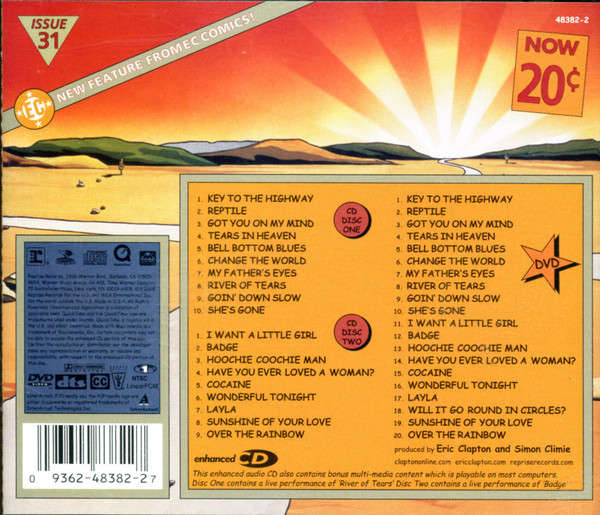 ISSUE
31
NEW FEATURE FROM EC COMICS!
EC
48382-2
NOW
20¢
1. KEY TO THE HIGHWAY
2. REPTILE
3. GOT YOU ON MY MIND
4. TEARS IN HEAVEN
5. BELL BOTTOM BLUES
6. CHANGE THE WORLD
7. MY FATHER'S EYES
8. RIVER OF TEARS
9. GOIN' DOWN SLOW
10. SHE'S GONE
CD
DISC
ONE
1. I WANT A LITTLE GIRL
2. BADGE
3. HOOCHIE COOCHIE MAN
4. HAVE YOU EVER LOVED A WOMAN?
5. COCAINE
6. WONDERFUL TONIGHT
7. LAYLA
8. SUNSHINE OF YOUR LOVE
9. OVER THE RAINBOW
CD
DISC
TWO
1. KEY TO THE HIGHWAY
2. REPTILE
3. GOT YOU ON MY MIND
4. TEARS IN HEAVEN
5. BELL BOTTOM BLUES
6. CHANGE THE WORLD
7. MY FATHER'S EYES
8. RIVER OF TEARS
9. GOIN' DOWN SLOW
10. SHE'S GONE
11. I WANT A LITTLE GIRL
12. BADGE
13. HOOCHIE COOCHIE MAN
14. HAVE YOU EVER LOVED A WOMAN?
15. COCAINE
16. WONDERFUL TONIGHT
17. LAYLA
18. WILL IT GO ROUND IN CIRCLES?
19. SUNSHINE OF YOUR LOVE
20. OVER THE RAINBOW
DVD
produced by Eric Clapton and Simon Climie
claptononline.com ericclapton.com repriserecords.com
enhanced CD
This enhanced audio CD also contains bonus multi-media content which is playable on most computers.
Disc One contains a live performance of 'River of Tears' Disc Two contains a live performance of 'Badge'
DVD dts CC 1 NTSC
VIDEO LinearPCM
InterActual
0 9362-48382-2 7